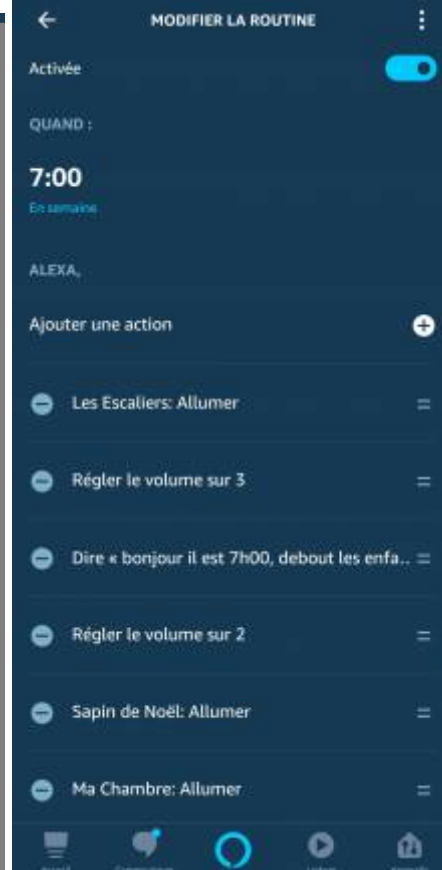 MODIFIER LA ROUTINE
Activée
QUAND :
7:00
En semaine
ALEXA,
Ajouter une action
Les Escaliers: Allumer
Régler le volume sur 3
Dire « bonjour il est 7h00, debout les enfa..
Régler le volume sur 2
Sapin de Noël: Allumer
Ma Chambre: Allumer